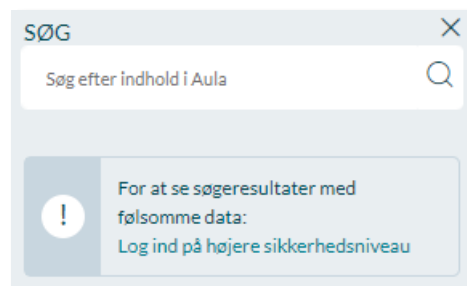 SØG
Søg efter indhold i Aula
!
For at se søgeresultater med
følsomme data:
Log ind på højere sikkerhedsniveau